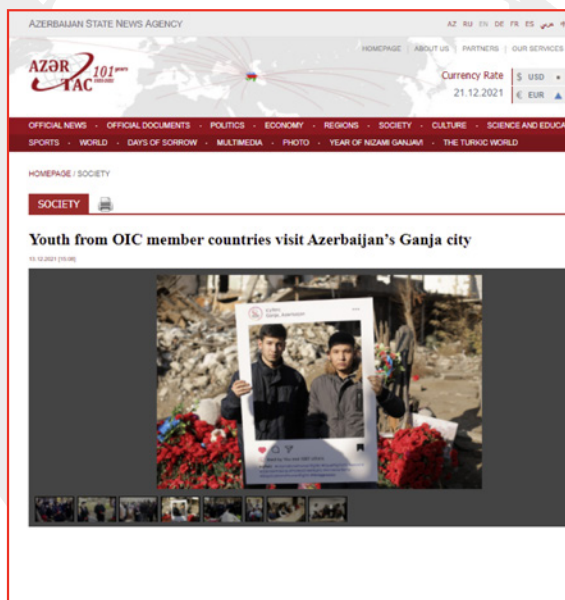 AZERBAIJAN STATE NEWS AGENCY
AZ RU EN DE FR ES عربي
HOMEPAGE | ABOUT US | PARTNERS | OUR SERVICES
AZƏR
TAC
101 years
Currency Rate
21.12.2021
$ USD
€ EUR ▲
OFFICIAL NEWS · OFFICIAL DOCUMENTS · POLITICS · ECONOMY · REGIONS · SOCIETY · CULTURE · SCIENCE AND EDUCA
SPORTS · WORLD · DAYS OF SORROW · MULTIMEDIA · PHOTO · YEAR OF NIZAMI GANJAVI · THE TURKIC WORLD
HOMEPAGE / SOCIETY
SOCIETY
Youth from OIC member countries visit Azerbaijan’s Ganja city
Ganja, Azerbaijan